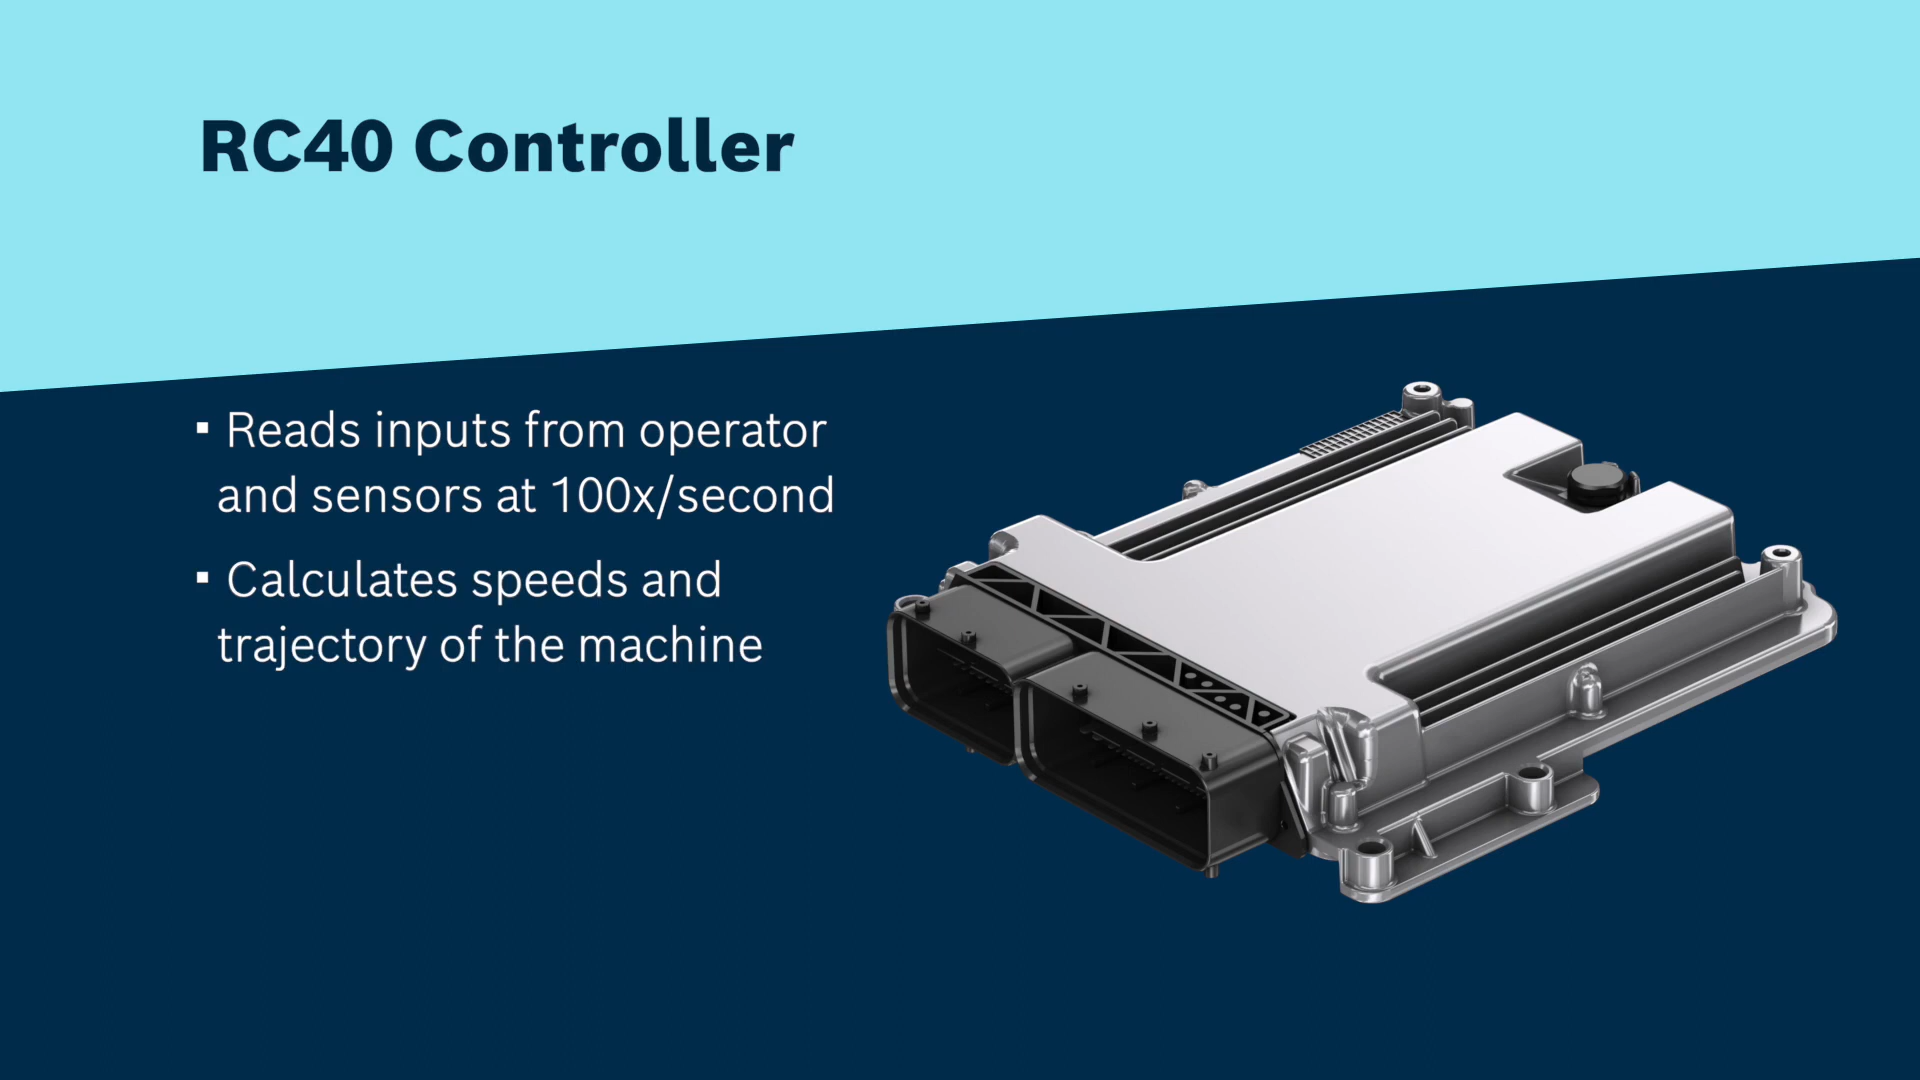 RC40 Controller
▪ Reads inputs from operator
and sensors at 100x/second
▪ Calculates speeds and
trajectory of the machine